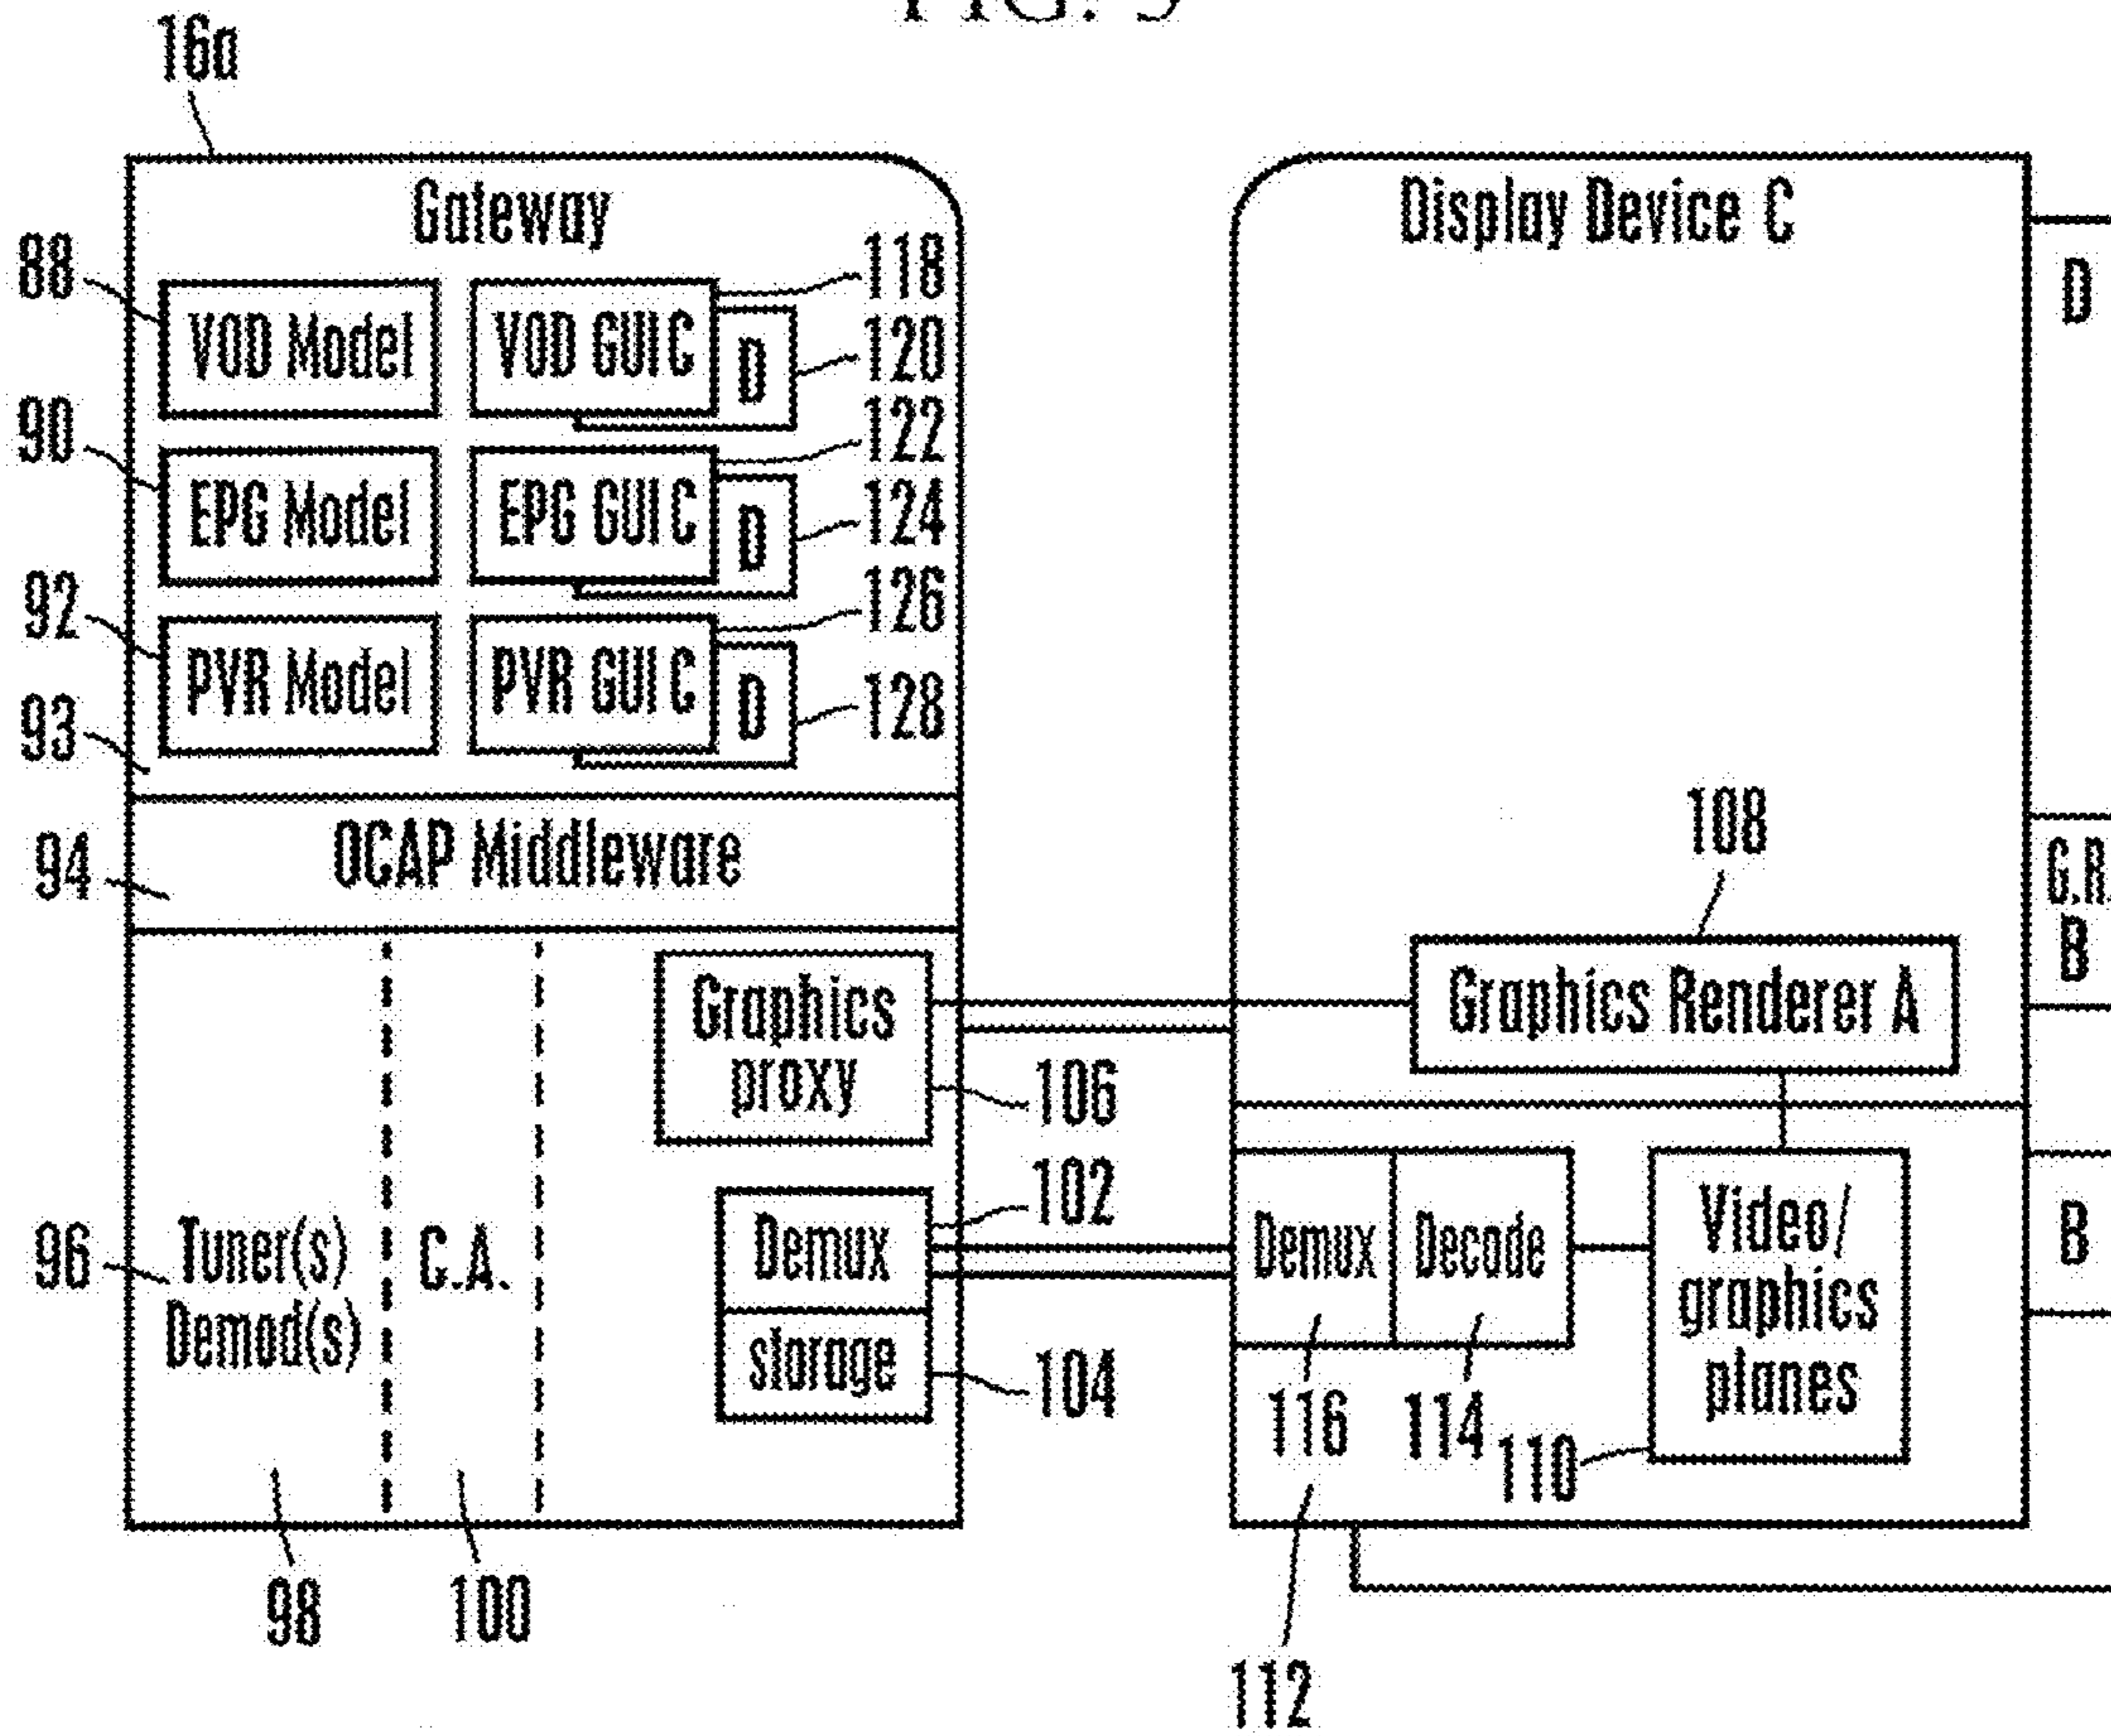 FIG. 5
16a
Gateway
88
VOD Model
VOD GUI C
D
118
120
90
EPG Model
EPG GUI C
D
122
124
92
PVR Model
PVR GUI C
D
126
128
93
94
OCAP Middleware
Graphics
proxy
106
102
Demux
storage
104
96
Tuner(s)
Demod(s)
C.A.
98
100
Display Device C
D
108
Graphics Renderer A
G.R.
B
Demux
Decode
Video/
graphics
planes
B
116
114
110
112